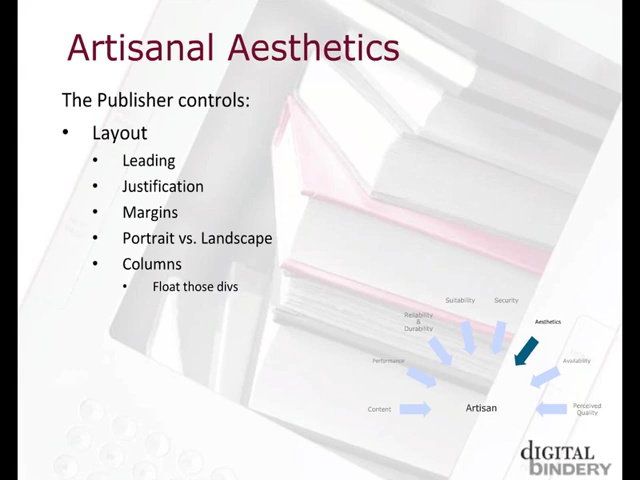 Artisanal Aesthetics
The Publisher controls:
• Layout
• Leading
• Justification
• Margins
• Portrait vs. Landscape
• Columns
• Float those divs
Suitability
Security
Reliability
&
Durability
Aesthetics
Performance
Availability
Content
Artisan
Perceived
Quality
dIGITAL
bINDERY